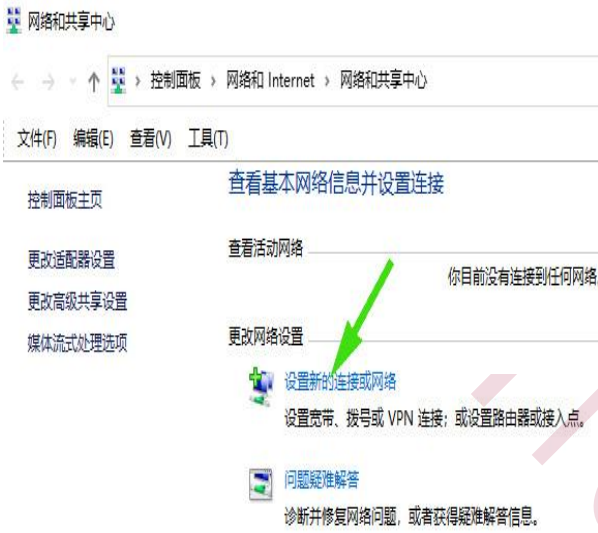 网络和共享中心
控制面板 › 网络和 Internet › 网络和共享中心
文件(F) 编辑(E) 查看(V) 工具(T)
查看基本网络信息并设置连接
控制面板主页
查看活动网络
更改适配器设置
你目前没有连接到任何网络
更改高级共享设置
更改网络设置
媒体流式处理选项
设置新的连接或网络
设置宽带、拨号或 VPN 连接；或设置路由器或接入点。
问题疑难解答
诊断并修复网络问题，或者获得疑难解答信息。